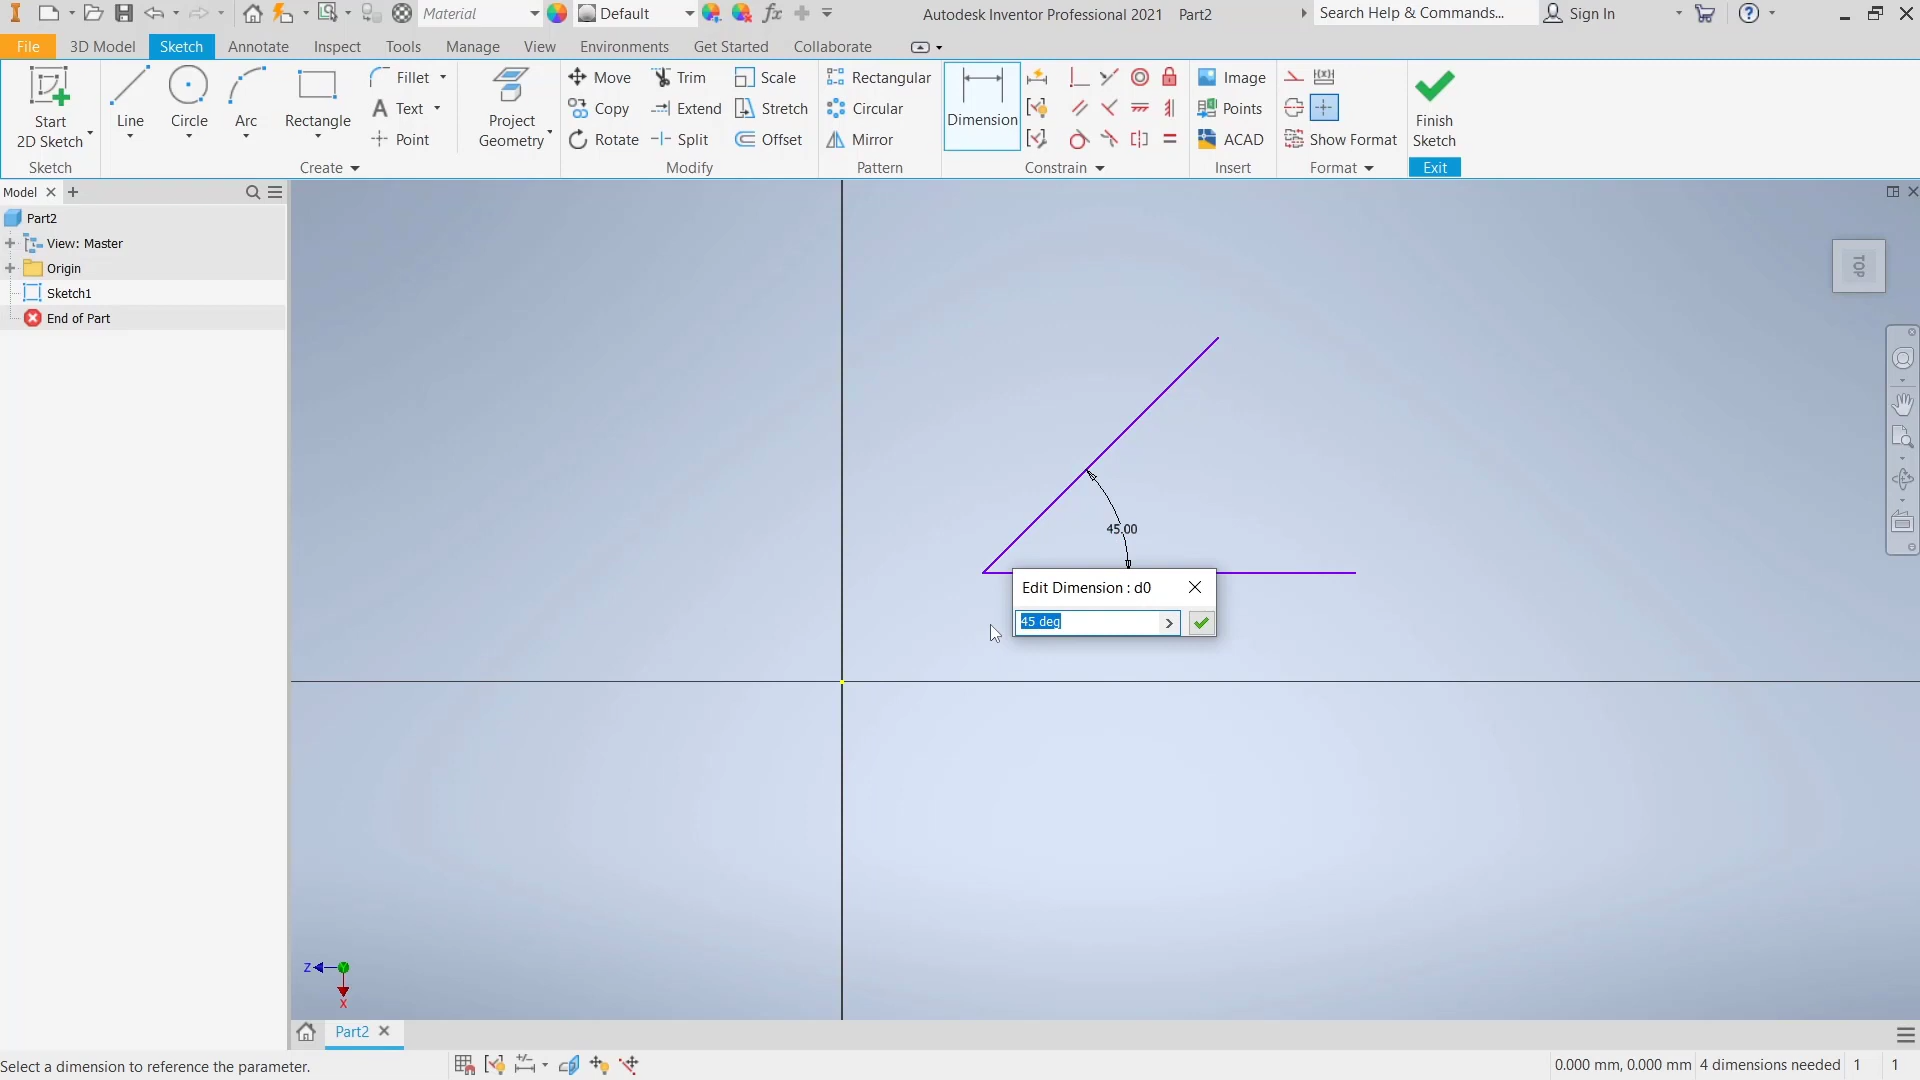 Material
Default
Autodesk Inventor Professional 2021 Part2
Search Help & Commands...
Sign In
File
3D Model
Sketch
Annotate
Inspect
Tools
Manage
View
Environments
Get Started
Collaborate
Start
2D Sketch
Line
Circle
Arc
Rectangle
Fillet
Text
Point
Project
Geometry
Move
Copy
Rotate
Trim
Extend
Split
Scale
Stretch
Offset
Rectangular
Circular
Mirror
Dimension
Image
Points
ACAD
Show Format
Finish
Sketch
Sketch
Create
Modify
Pattern
Constrain
Insert
Format
Exit
Model
Part2
View: Master
Origin
Sketch1
End of Part
TOP
45.00
Edit Dimension : d0
45 deg
Z
X
Part2
Select a dimension to reference the parameter.
0.000 mm, 0.000 mm
4 dimensions needed
1
1